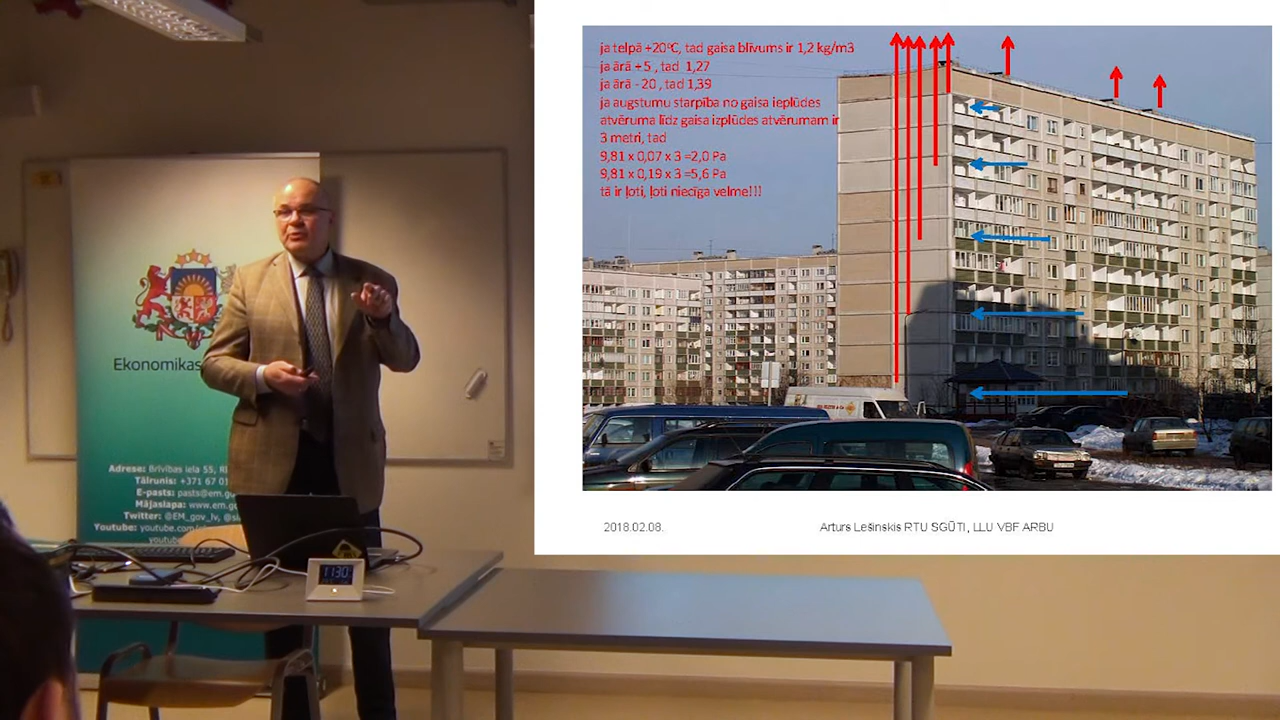 ja telpā +20°C, tad gaisa blīvums ir 1,2 kg/m3
ja ārā +5 , tad 1,27
ja ārā - 20 , tad 1,39
ja augstumu starpība no gaisa ieplūdes
atvēruma līdz gaisa izplūdes atvērumam ir
3 metri, tad
9,81 x 0,07 x 3 =2,0 Pa
9,81 x 0,19 x 3 =5,6 Pa
tā ir ļoti, ļoti niecīga velme!!!
2018.02.08.
Arturs Lešinskis RTU SGŪTI, LLU VBF ARBU
Ekonomikas
Adrese: Brīvības iela 55,
Tālrunis: +371 67 01
E-pasts: pasts@em.g
Mājaslapa: www.em.g
Twitter: @EM_gov_lv,
Youtube: youtube.com
youtube
1130